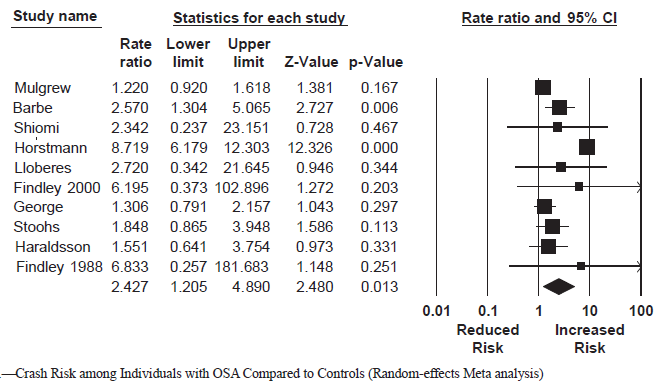 Study name Statistics for each study Rate ratio and 95% CI
Rate Lower Upper
ratio limit limit Z-Value p-Value
Mulgrew 1.220 0.920 1.618 1.381 0.167
Barbe 2.570 1.304 5.065 2.727 0.006
Shiomi 2.342 0.237 23.151 0.728 0.467
Horstmann 8.719 6.179 12.303 12.326 0.000
Lloberes 2.720 0.342 21.645 0.946 0.344
Findley 2000 6.195 0.373 102.896 1.272 0.203
George 1.306 0.791 2.157 1.043 0.297
Stoohs 1.848 0.865 3.948 1.586 0.113
Haraldsson 1.551 0.641 3.754 0.973 0.331
Findley 1988 6.833 0.257 181.683 1.148 0.251
2.427 1.205 4.890 2.480 0.013
0.01 0.1 1 10 100
Reduced Increased
Risk Risk
.—Crash Risk among Individuals with OSA Compared to Controls (Random-effects Meta analysis)